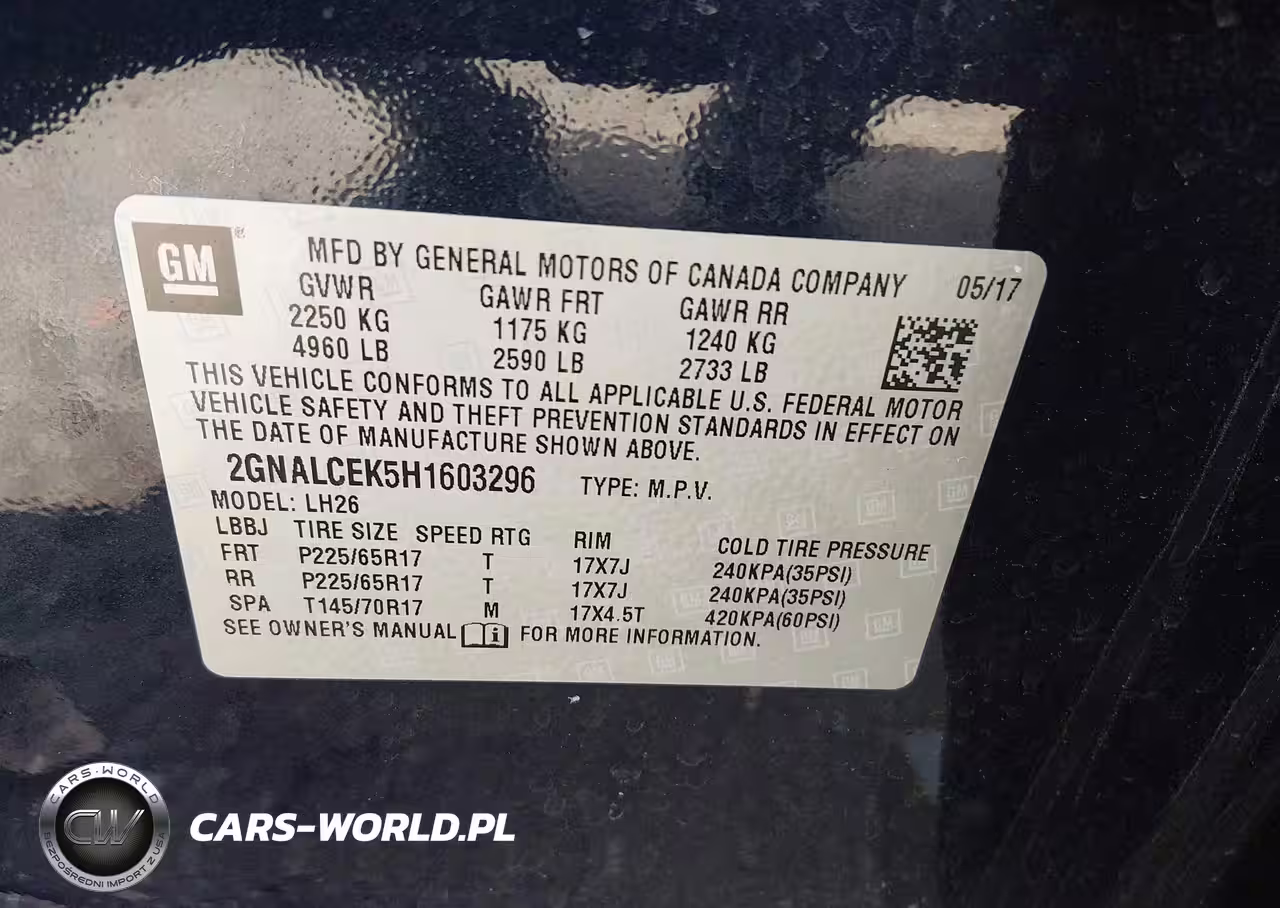 GM®
MFD BY GENERAL MOTORS OF CANADA COMPANY 05/17
GVWR GAWR FRT GAWR RR
2250 KG 1175 KG 1240 KG
4960 LB 2590 LB 2733 LB
THIS VEHICLE CONFORMS TO ALL APPLICABLE U.S. FEDERAL MOTOR
VEHICLE SAFETY AND THEFT PREVENTION STANDARDS IN EFFECT ON
THE DATE OF MANUFACTURE SHOWN ABOVE.
2GNALCEK5H1603296 TYPE: M.P.V.
MODEL: LH26
LBBJ TIRE SIZE SPEED RTG RIM COLD TIRE PRESSURE
FRT P225/65R17 T 17X7J 240KPA(35PSI)
RR P225/65R17 T 17X7J 240KPA(35PSI)
SPA T145/70R17 M 17X4.5T 420KPA(60PSI)
SEE OWNER'S MANUAL i FOR MORE INFORMATION.
CARS-WORLD
CW
BEZPOŚREDNI IMPORT Z USA
CARS-WORLD.PL